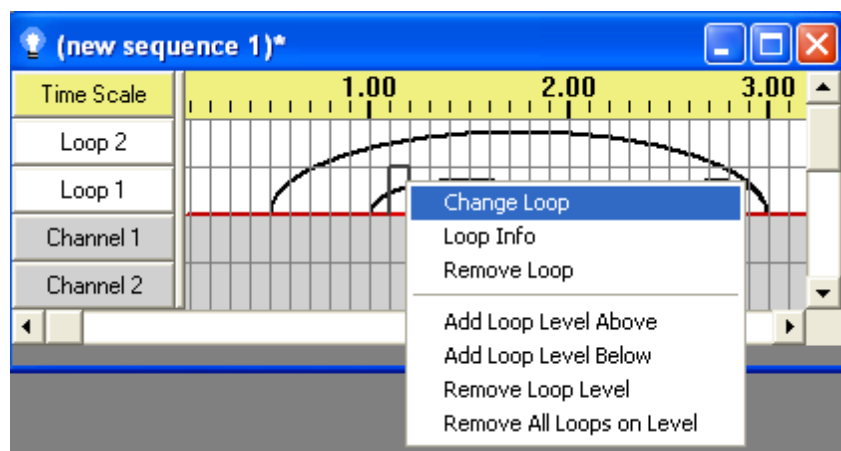 (new sequence 1)*
Time Scale 1.00 2.00 3.00
Loop 2
Loop 1
Channel 1
Channel 2
Change Loop
Loop Info
Remove Loop
Add Loop Level Above
Add Loop Level Below
Remove Loop Level
Remove All Loops on Level